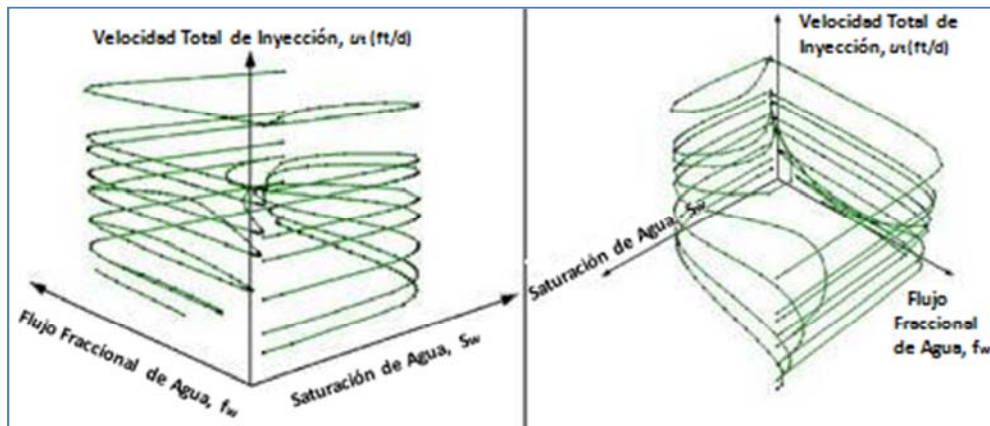 Velocidad Total de Inyección, ut (ft/d)
Flujo Fraccional de Agua, fw
Saturación de Agua, Sw
Velocidad Total de
Inyección, ut (ft/d)
Saturación de Agua, Sw
Flujo
Fraccional
de Agua, fw